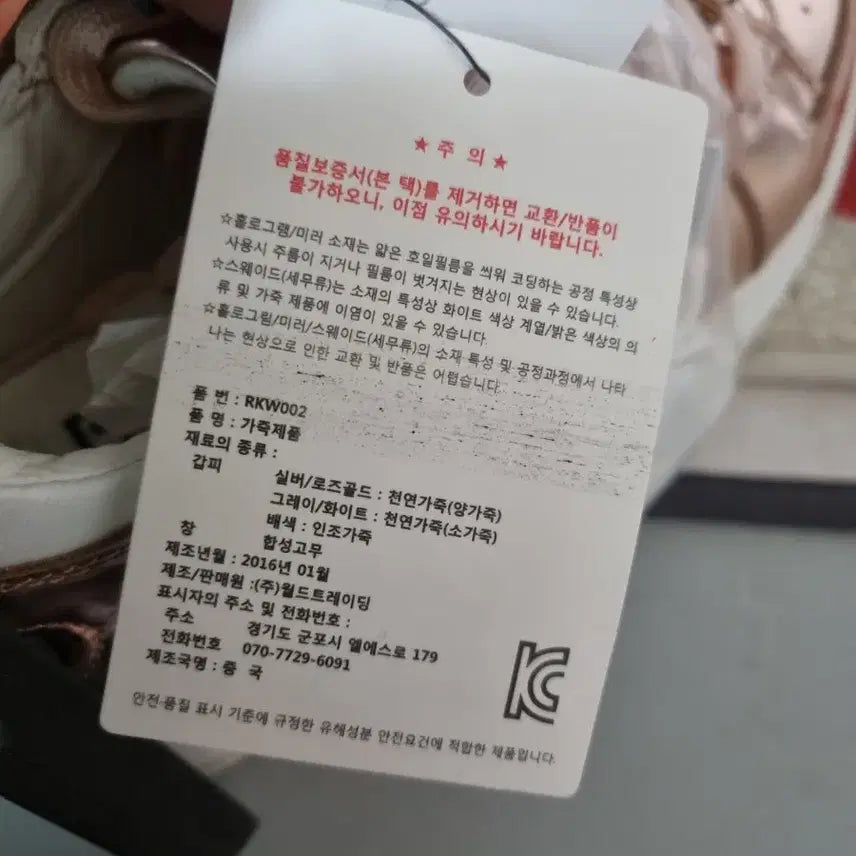 ★주 의★
품질보증서(본 택)를 제거하면 교환/반품이
불가하오니, 이점 유의하시기 바랍니다.
☆홀로그램/미러 소재는 얇은 호일필름을 씌워 코딩하는 공정 특성상
사용시 주름이 지거나 필름이 벗겨지는 현상이 있을 수 있습니다.
☆스웨이드(세무류)는 소재의 특성상 화이트 색상 계열/밝은 색상의 의
류 및 가죽 제품에 이염이 있을 수 있습니다.
☆홀로그림/미러/스웨이드(세무류)의 소재 특성 및 공정과정에서 나타
나는 현상으로 인한 교환 및 반품은 어렵습니다.
품 번 : RKW002
품 명 : 가죽제품
재료의 종류 :
갑피
실버/로즈골드 : 천연가죽(양가죽)
그레이/화이트 : 천연가죽(소가죽)
배색 : 인조가죽
창 합성고무
제조년월 : 2016년 01월
제조/판매원 :(주)월드트레이딩
표시자의 주소 및 전화번호 :
주소 경기도 군포시 엘에스로 179
전화번호 070-7729-6091
제조국명 : 중 국
KC
안전·품질 표시 기준에 규정한 유해성분 안전요건에 적합한 제품입니다.